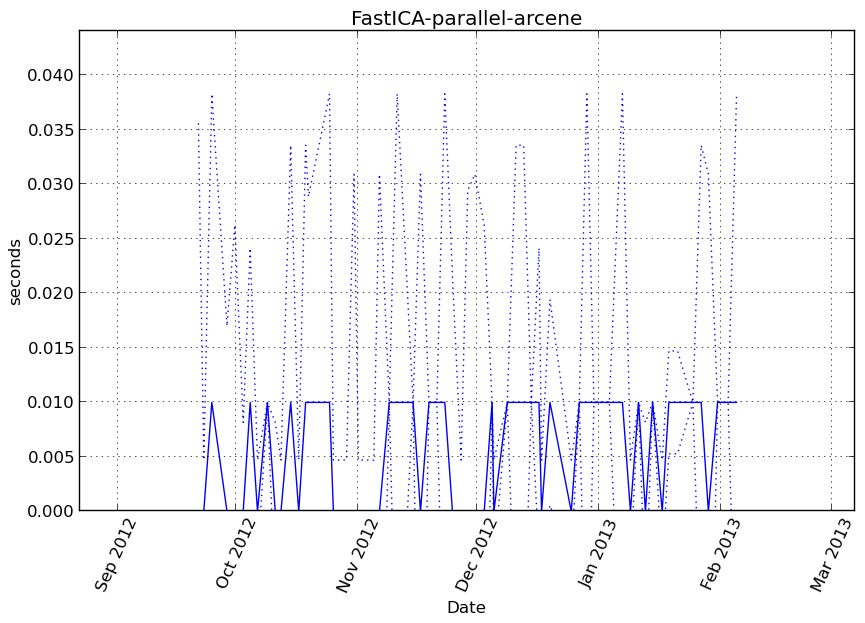 FastICA-parallel-arcene
0.040
0.035
0.030
0.025
0.020
0.015
0.010
0.005
0.000
seconds
Sep 2012
Oct 2012
Nov 2012
Dec 2012
Jan 2013
Feb 2013
Mar 2013
Date